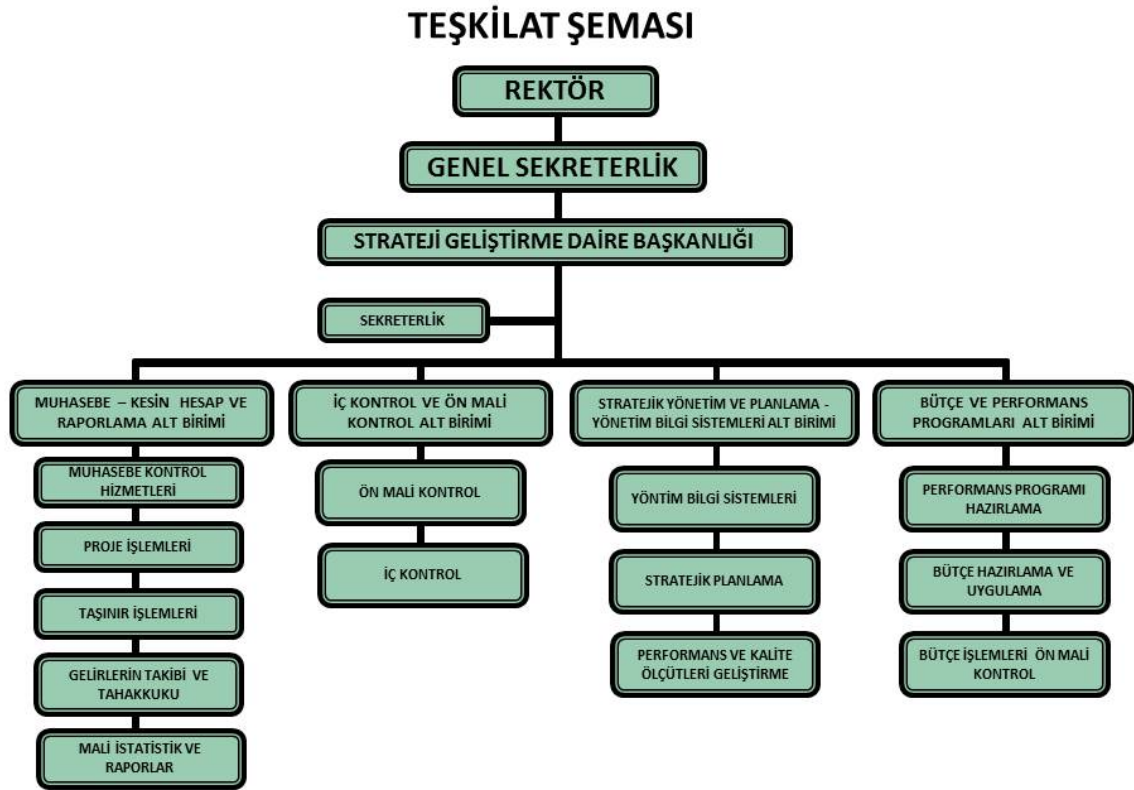 TEŞKİLAT ŞEMASI
REKTÖR
GENEL SEKRETERLİK
STRATEJİ GELİŞTİRME DAİRE BAŞKANLIĞI
SEKRETERLİK
MUHASEBE – KESİN HESAP VE
RAPORLAMA ALT BİRİMİ
MUHASEBE KONTROL
HİZMETLERİ
PROJE İŞLEMLERİ
TAŞINIR İŞLEMLERİ
GELİRLERİN TAKİBİ VE
TAHAKKUKU
MALİ İSTATİSTİK VE
RAPORLAR
İÇ KONTROL VE ÖN MALİ
KONTROL ALT BİRİMİ
ÖN MALİ KONTROL
İÇ KONTROL
STRATEJİK YÖNETİM VE PLANLAMA -
YÖNETİM BİLGİ SİSTEMLERİ ALT BİRİMİ
YÖNTİM BİLGİ SİSTEMLERİ
STRATEJİK PLANLAMA
PERFORMANS VE KALİTE
ÖLÇÜTLERİ GELİŞTİRME
BÜTÇE VE PERFORMANS
PROGRAMLARI ALT BİRİMİ
PERFORMANS PROGRAMI
HAZIRLAMA
BÜTÇE HAZIRLAMA VE
UYGULAMA
BÜTÇE İŞLEMLERİ ÖN MALİ
KONTROL